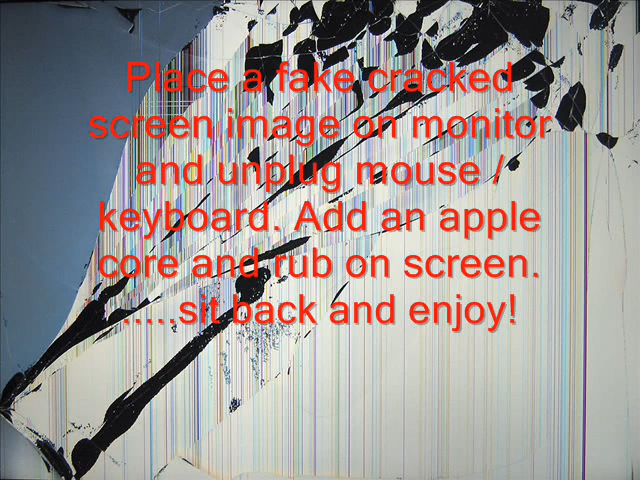 Place a fake cracked
screen image on monitor
and unplug mouse /
keyboard. Add an apple
core and rub on screen.
.....sit back and enjoy!